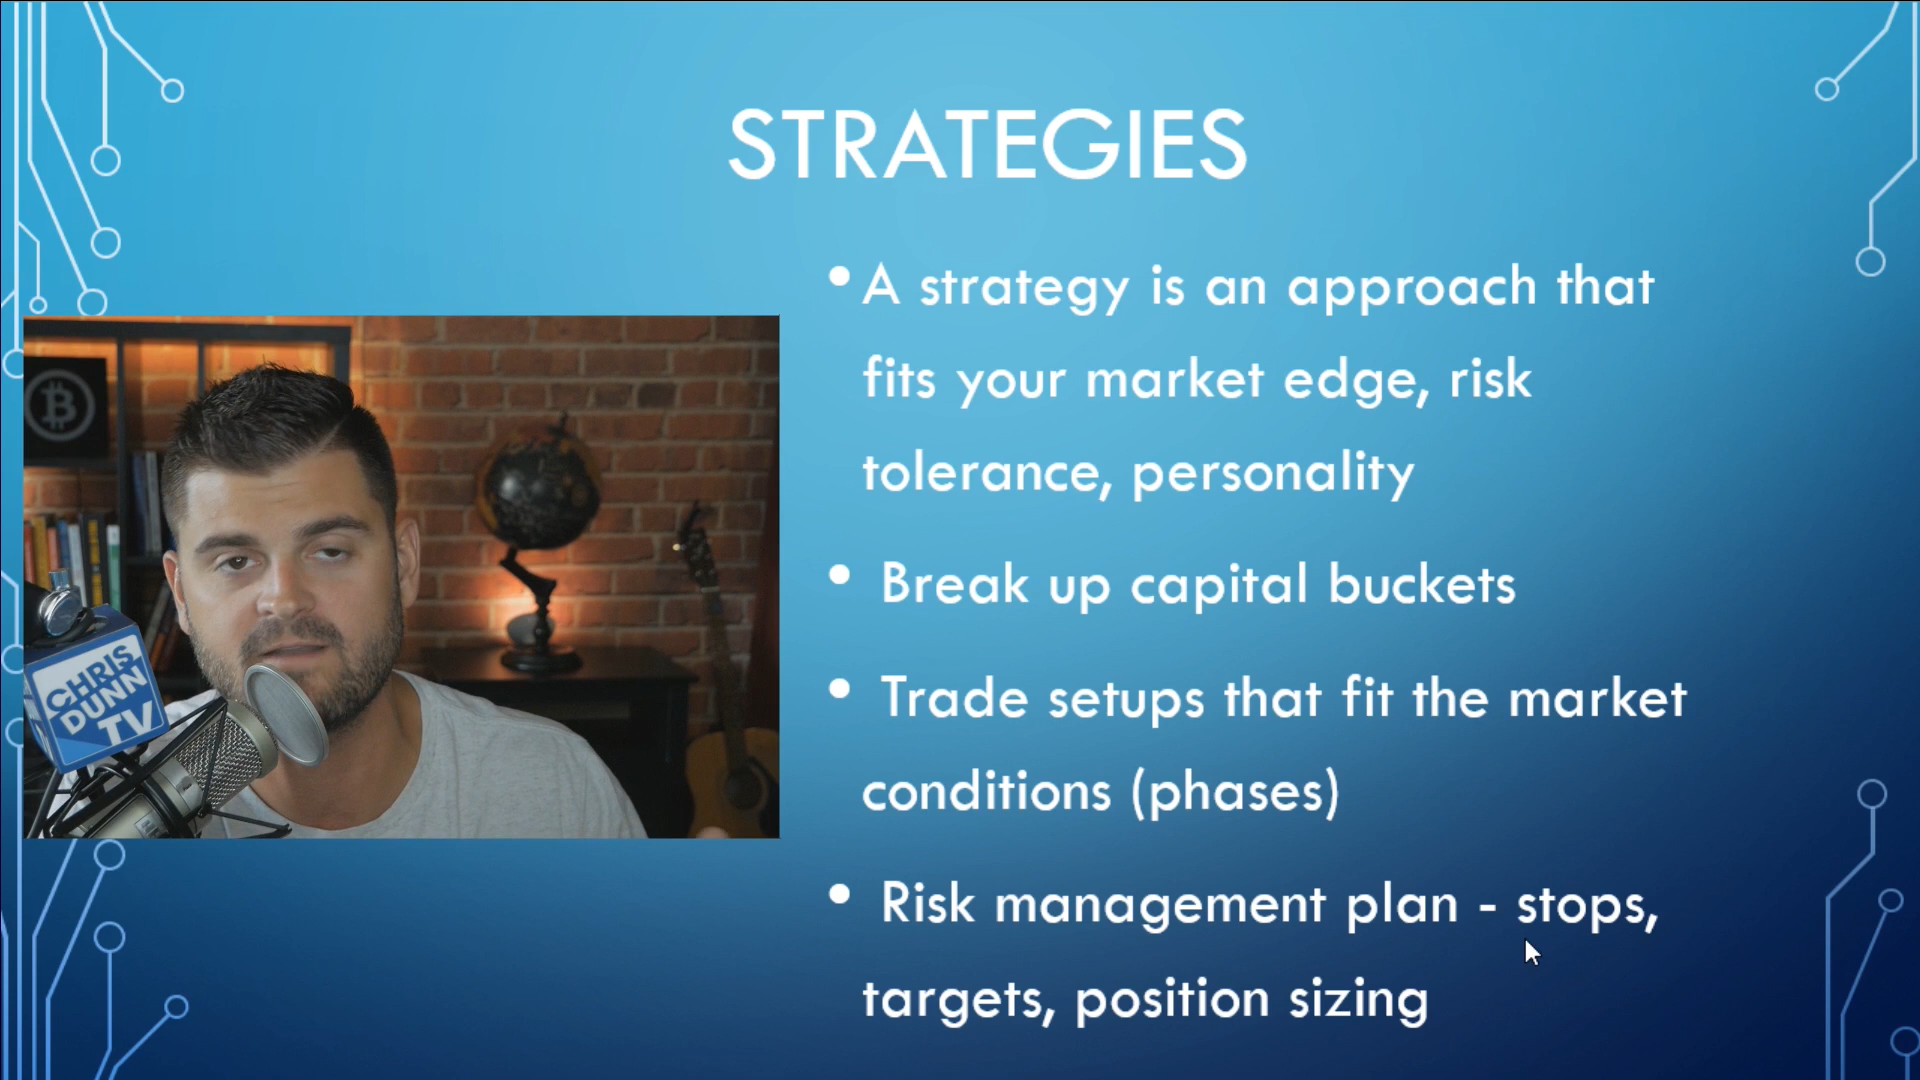 STRATEGIES
• A strategy is an approach that
fits your market edge, risk
tolerance, personality
• Break up capital buckets
• Trade setups that fit the market
conditions (phases)
• Risk management plan - stops,
targets, position sizing
CHRIS
DUNN
TV